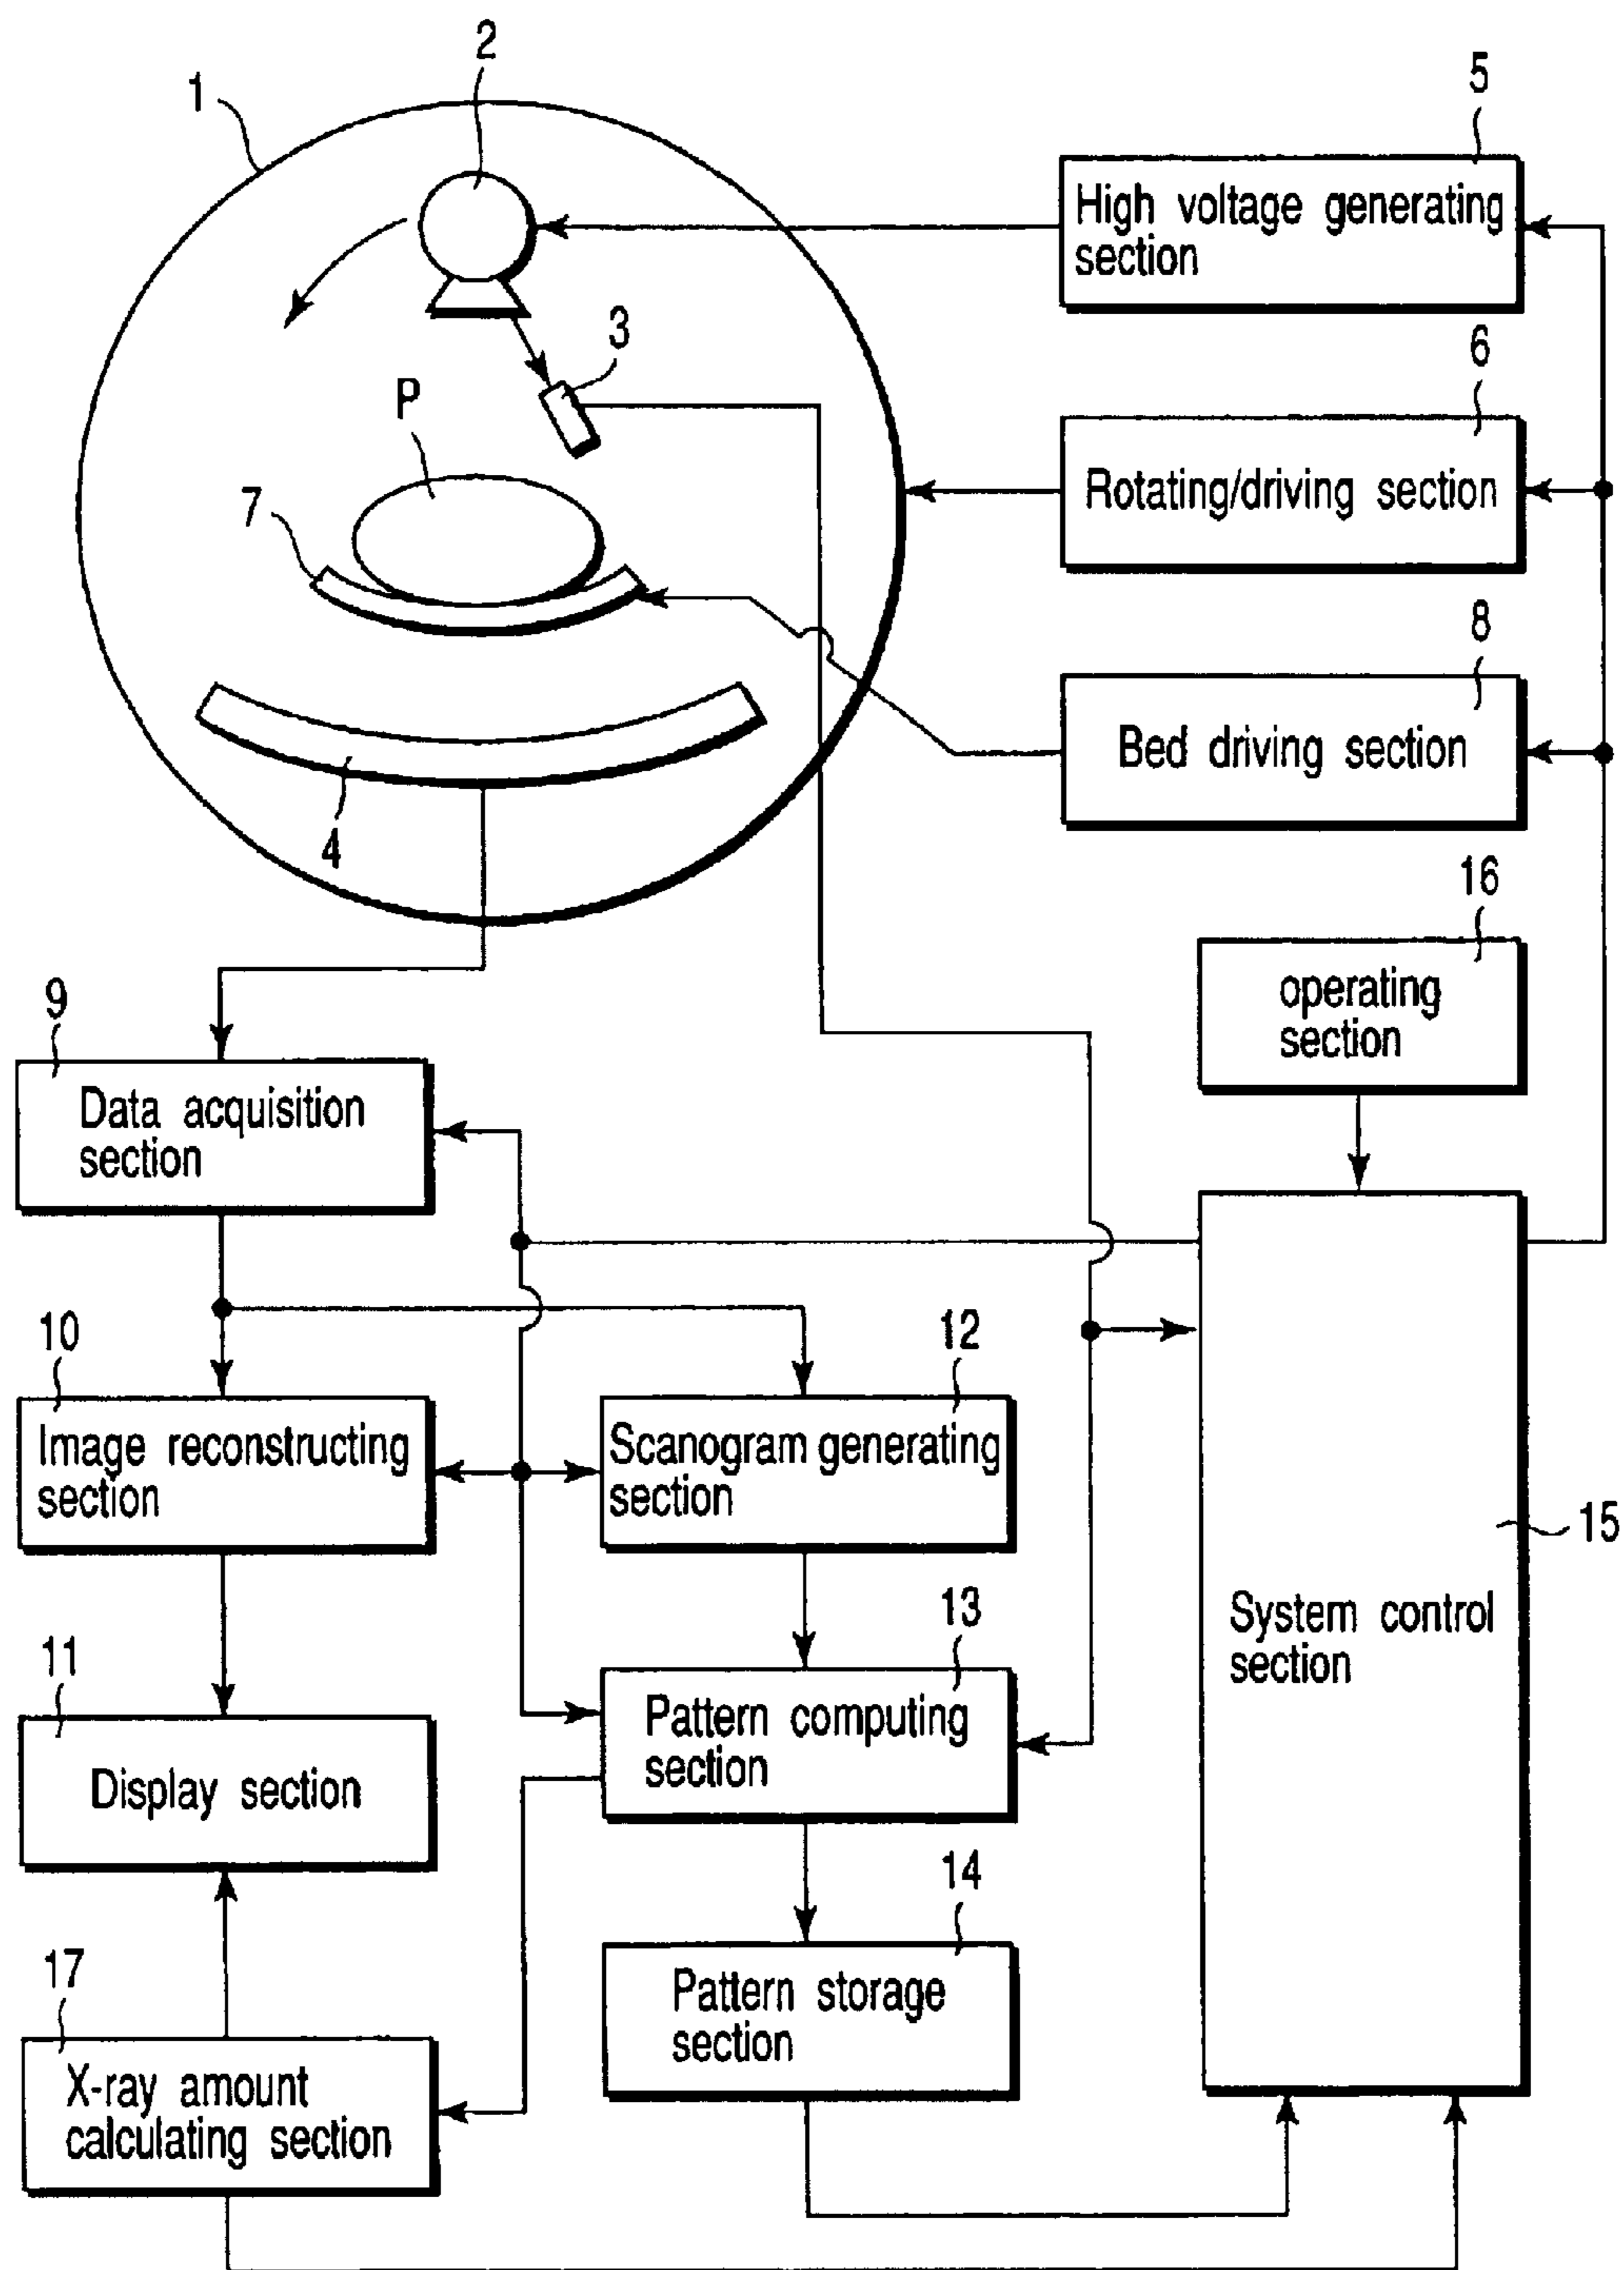 2
1
5
High voltage generating
section
3
6
P
Rotating/driving section
7
8
Bed driving section
4
16
operating
section
9
Data acquisition
section
10
12
Image reconstructing
section
Scanogram generating
section
15
13
System control
section
11
Pattern computing
section
Display section
14
17
Pattern storage
section
X-ray amount
calculating section